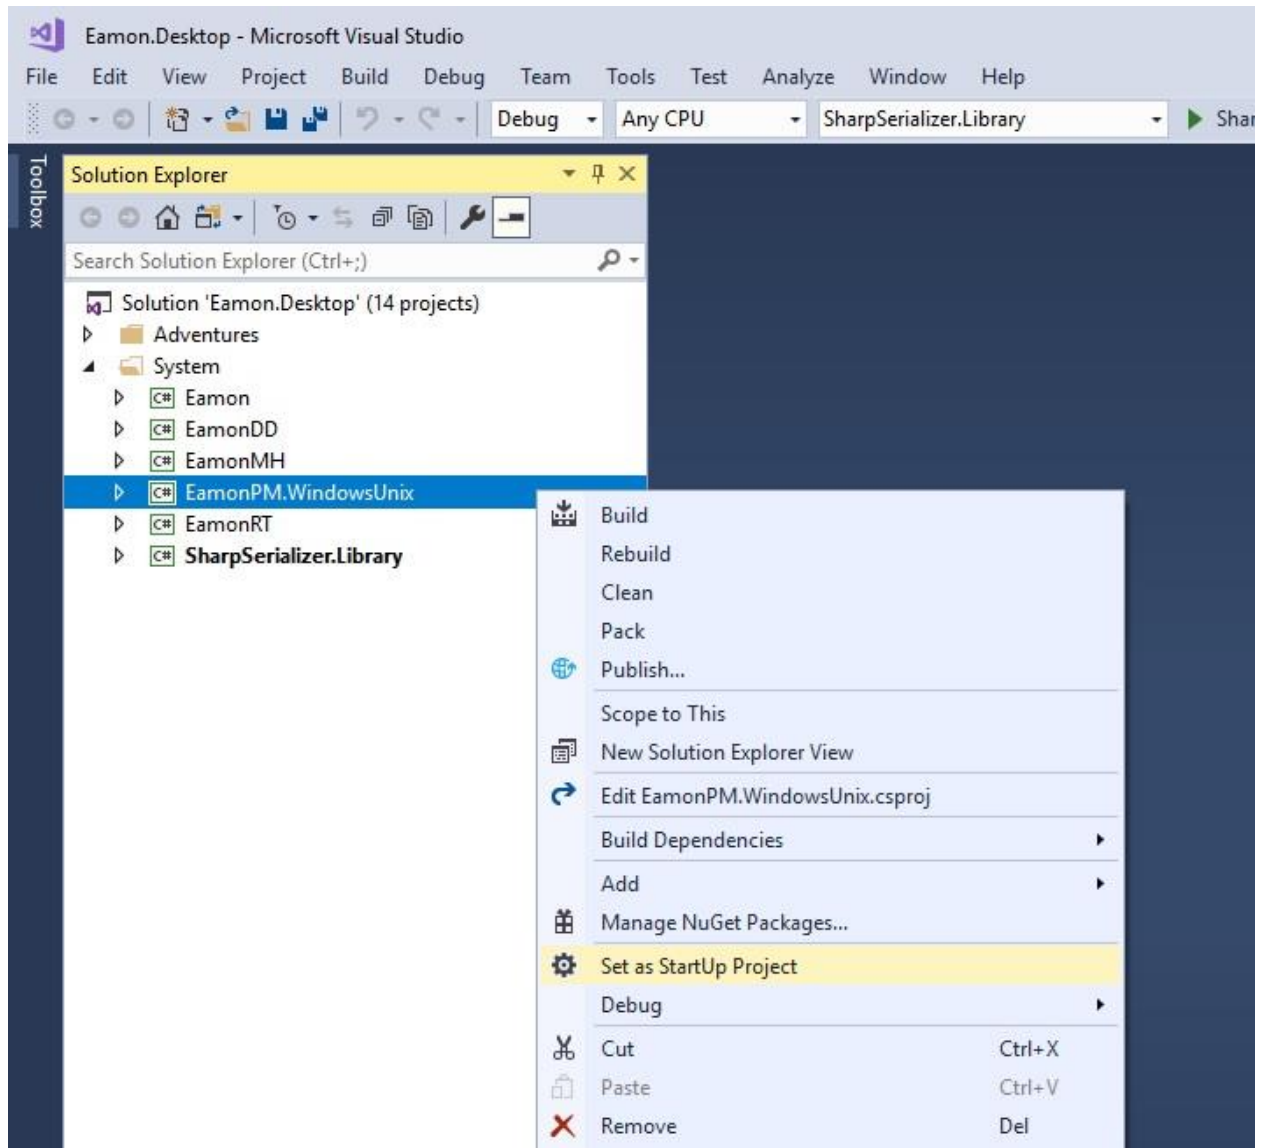 Eamon.Desktop - Microsoft Visual Studio
File Edit View Project Build Debug Team Tools Test Analyze Window Help
Debug Any CPU SharpSerializer.Library Shar
Toolbox
Solution Explorer
Search Solution Explorer (Ctrl+;)
Solution 'Eamon.Desktop' (14 projects)
Adventures
System
C# Eamon
C# EamonDD
C# EamonMH
C# EamonPM.WindowsUnix
C# EamonRT
C# SharpSerializer.Library
Build
Rebuild
Clean
Pack
Publish...
Scope to This
New Solution Explorer View
Edit EamonPM.WindowsUnix.csproj
Build Dependencies
Add
Manage NuGet Packages...
Set as StartUp Project
Debug
Cut Ctrl+X
Paste Ctrl+V
Remove Del